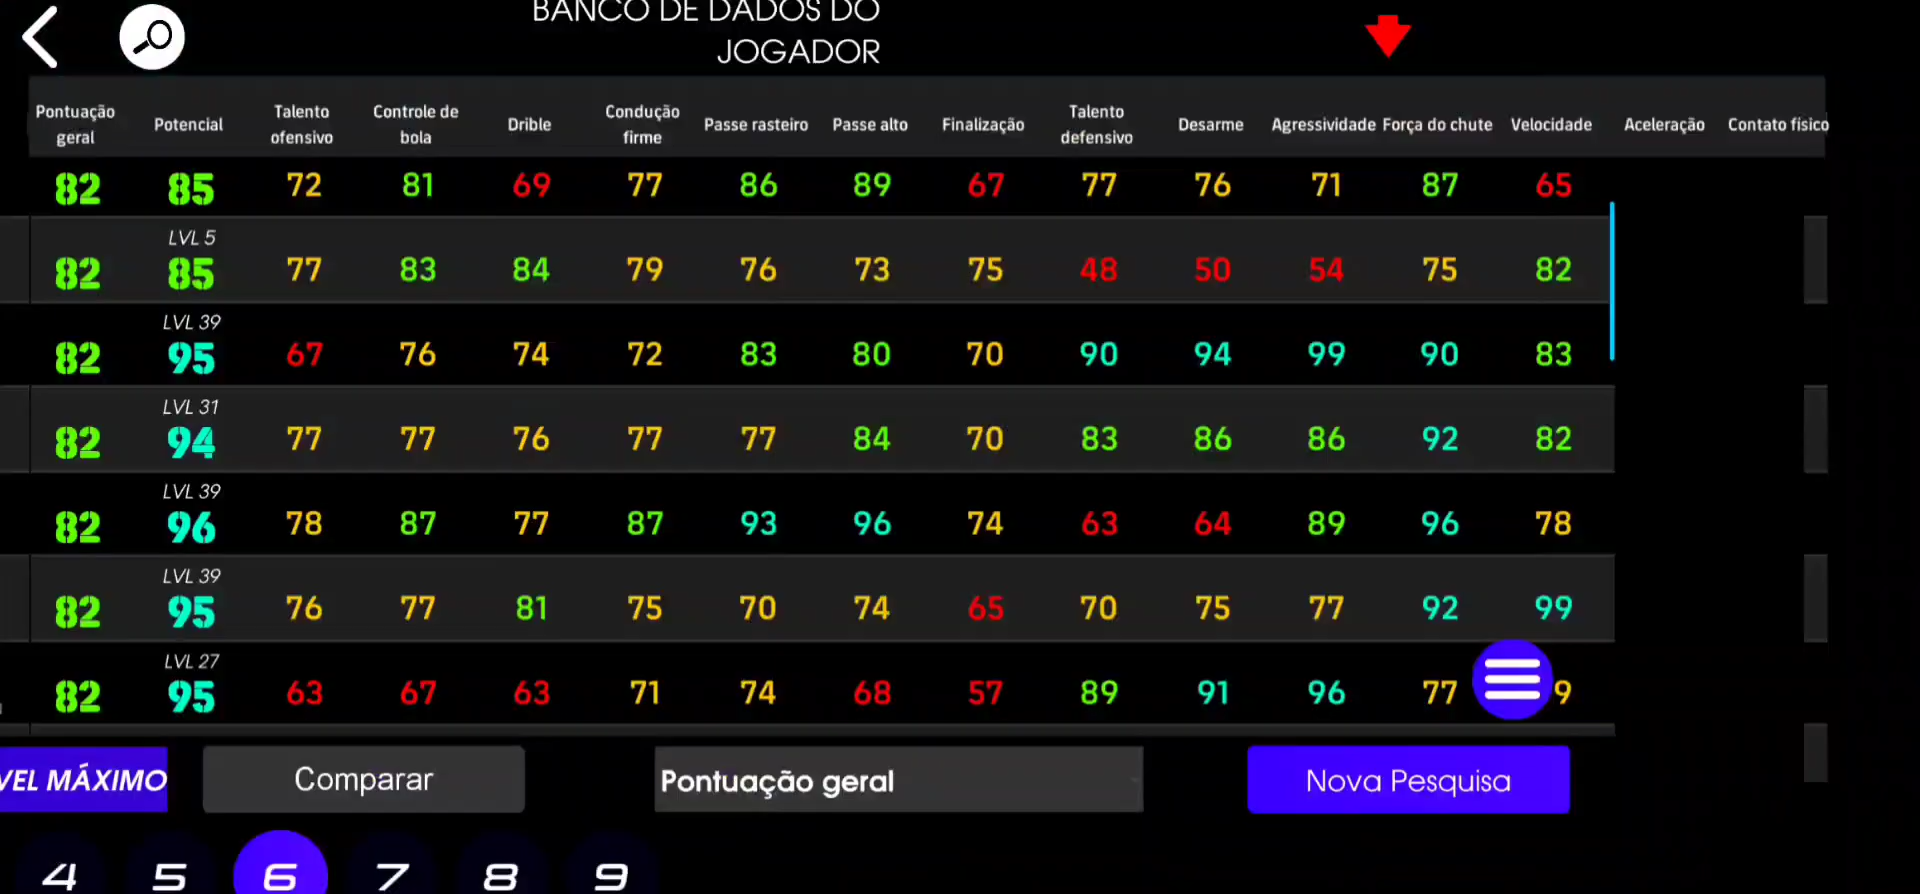 BANCO DE DADOS DO
JOGADOR
Pontuação geral Potencial Talento ofensivo Controle de bola Drible Condução firme Passe rasteiro Passe alto Finalização Talento defensivo Desarme Agressividade Força do chute Velocidade Aceleração Contato físico
82 85 72 81 69 77 86 89 67 77 76 71 87 65
LVL 5
82 85 77 83 84 79 76 73 75 48 50 54 75 82
LVL 39
82 95 67 76 74 72 83 80 70 90 94 99 90 83
LVL 31
82 94 77 77 76 77 77 84 70 83 86 86 92 82
LVL 39
82 96 78 87 77 87 93 96 74 63 64 89 96 78
LVL 39
82 95 76 77 81 75 70 74 65 70 75 77 92 99
LVL 27
82 95 63 67 63 71 74 68 57 89 91 96 77 9
VEL MÁXIMO Comparar Pontuação geral Nova Pesquisa
4 5 6 7 8 9